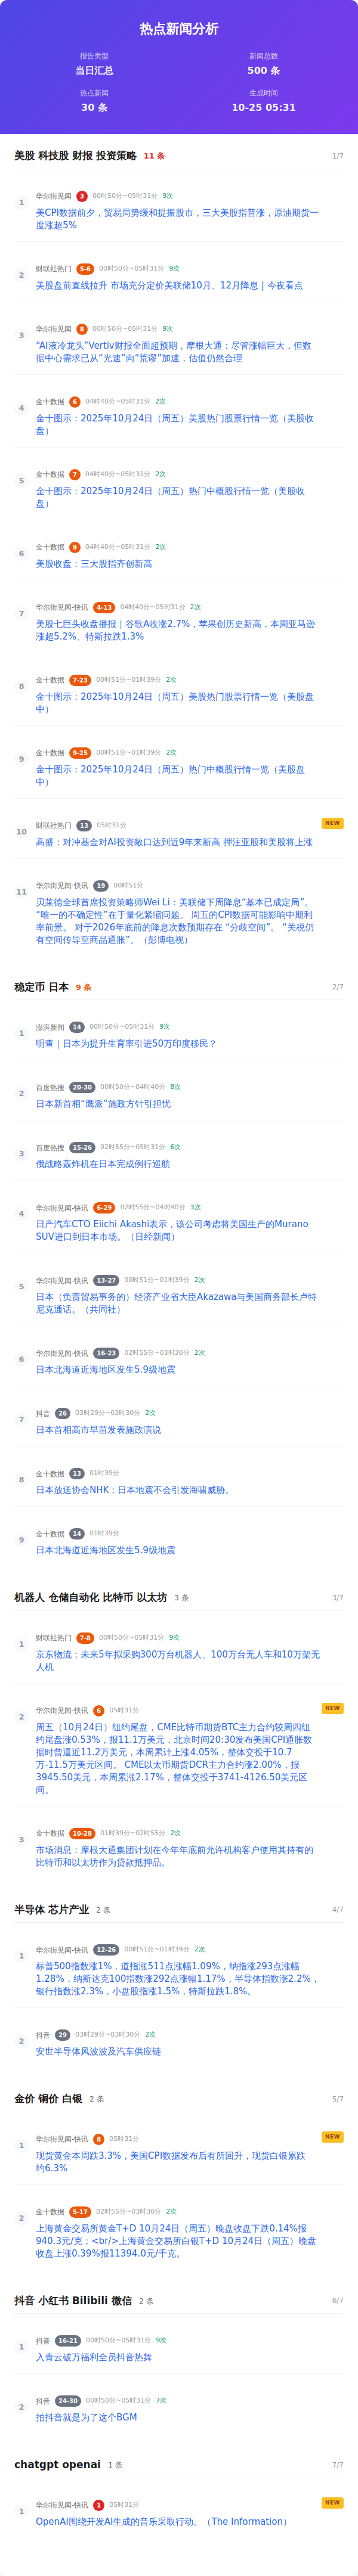 热点新闻分析
报告类型
新闻总数
当日汇总
500 条
热点新闻
生成时间
30 条
10-25 05:31
美股 科技股 财报 投资策略 11 条 1/7
1
华尔街见闻 3 00时50分~05时31分 9次
美CPI数据前夕，贸易局势缓和提振股市，三大美股指普涨，原油期货一
度涨超5%
2
财联社热门 5-6 00时50分~05时31分 9次
美股盘前直线拉升 市场充分定价美联储10月、12月降息 | 今夜看点
3
华尔街见闻 8 00时50分~05时31分 9次
“AI液冷龙头”Vertiv财报全面超预期，摩根大通：尽管涨幅巨大，但数
据中心需求已从“光速”向“荒谬”加速，估值仍然合理
4
金十数据 6 04时40分~05时31分 2次
金十图示：2025年10月24日（周五）美股热门股票行情一览（美股收
盘）
5
金十数据 7 04时40分~05时31分 2次
金十图示：2025年10月24日（周五）热门中概股行情一览（美股收
盘）
6
金十数据 9 04时40分~05时31分 2次
美股收盘：三大股指齐创新高
7
华尔街见闻-快讯 4-13 04时40分~05时31分 2次
美股七巨头收盘播报｜谷歌A收涨2.7%，苹果创历史新高，本周亚马逊
涨超5.2%、特斯拉跌1.3%
8
金十数据 7-23 00时51分~01时39分 2次
金十图示：2025年10月24日（周五）美股热门股票行情一览（美股盘
中）
9
金十数据 9-25 00时51分~01时39分 2次
金十图示：2025年10月24日（周五）热门中概股行情一览（美股盘
中）
10
财联社热门 13 05时31分 NEW
高盛：对冲基金对AI投资敞口达到近9年来新高 押注亚股和美股将上涨
11
华尔街见闻-快讯 19 00时51分
贝莱德全球首席投资策略师Wei Li：美联储下周降息“基本已成定局”。
“唯一的不确定性”在于量化紧缩问题。 周五的CPI数据可能影响中期利
率前景。 对于2026年底前的降息次数预期存在 “分歧空间”。 “关税仍
有空间传导至商品通胀”。（彭博电视）
稳定币 日本 9 条 2/7
1
澎湃新闻 14 00时50分~05时31分 9次
明查｜日本为提升生育率引进50万印度移民？
2
百度热搜 20-30 00时50分~04时40分 8次
日本新首相“鹰派”施政方针引担忧
3
百度热搜 15-26 02时55分~05时31分 6次
俄战略轰炸机在日本完成例行巡航
4
华尔街见闻-快讯 6-29 02时55分~04时40分 3次
日产汽车CTO Eiichi Akashi表示，该公司考虑将美国生产的Murano
SUV进口到日本市场。（日经新闻）
5
华尔街见闻-快讯 13-27 00时51分~01时39分 2次
日本（负责贸易事务的）经济产业省大臣Akazawa与美国商务部长卢特
尼克通话。（共同社）
6
华尔街见闻-快讯 16-23 02时55分~03时30分 2次
日本北海道近海地区发生5.9级地震
7
抖音 26 03时29分~03时30分 2次
日本首相高市早苗发表施政演说
8
金十数据 13 01时39分
日本放送协会NHK：日本地震不会引发海啸威胁。
9
金十数据 14 01时39分
日本北海道近海地区发生5.9级地震
机器人 仓储自动化 比特币 以太坊 3 条 3/7
1
财联社热门 7-8 00时50分~05时31分 9次
京东物流：未来5年拟采购300万台机器人、100万台无人车和10万架无
人机
2
华尔街见闻-快讯 6 05时31分 NEW
周五（10月24日）纽约尾盘，CME比特币期货BTC主力合约较周四纽
约尾盘涨0.53%，报11.1万美元，北京时间20:30发布美国CPI通胀数
据时曾逼近11.2万美元，本周累计上涨4.05%，整体交投于10.7
万-11.5万美元区间。 CME以太币期货DCR主力合约涨2.00%，报
3945.50美元，本周累涨2.17%，整体交投于3741-4126.50美元区
间。
3
金十数据 10-28 01时39分~02时55分 2次
市场消息：摩根大通集团计划在今年年底前允许机构客户使用其持有的
比特币和以太坊作为贷款抵押品。
半导体 芯片产业 2 条 4/7
1
华尔街见闻-快讯 12-26 00时51分~01时39分 2次
标普500指数涨1%，道指涨511点涨幅1.09%，纳指涨293点涨幅
1.28%，纳斯达克100指数涨292点涨幅1.17%，半导体指数涨2.2%，
银行指数涨2.3%，小盘股指涨1.5%，特斯拉跌1.8%。
2
抖音 29 03时29分~03时30分 2次
安世半导体风波波及汽车供应链
金价 铜价 白银 2 条 5/7
1
华尔街见闻-快讯 8 05时31分 NEW
现货黄金本周跌3.3%，美国CPI数据发布后有所回升，现货白银累跌
约6.3%
2
金十数据 5-17 02时55分~03时30分 2次
上海黄金交易所黄金T+D 10月24日（周五）晚盘收盘下跌0.14%报
940.3元/克；<br/>上海黄金交易所白银T+D 10月24日（周五）晚盘
收盘上涨0.39%报11394.0元/千克。
抖音 小红书 Bilibili 微信 2 条 6/7
1
抖音 16-21 00时50分~05时31分 9次
入青云破万福利全员抖音热舞
2
抖音 24-30 00时50分~05时31分 7次
拍抖音就是为了这个BGM
chatgpt openai 1 条 7/7
1
华尔街见闻-快讯 1 05时31分 NEW
OpenAI围绕开发AI生成的音乐采取行动。（The Information）